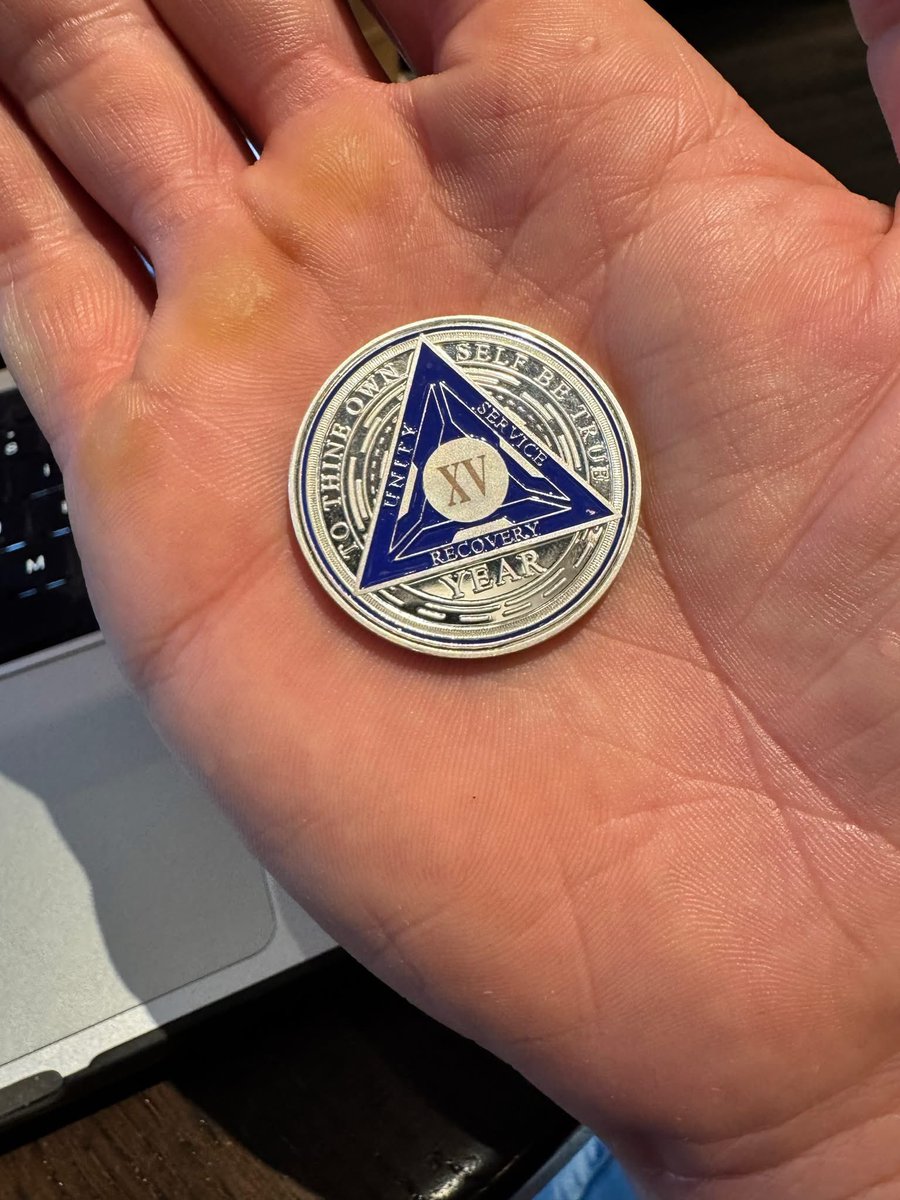 TO THINE OWN SELF BE TRUE
UNITY
SERVICE
XV
RECOVERY
YEAR
M